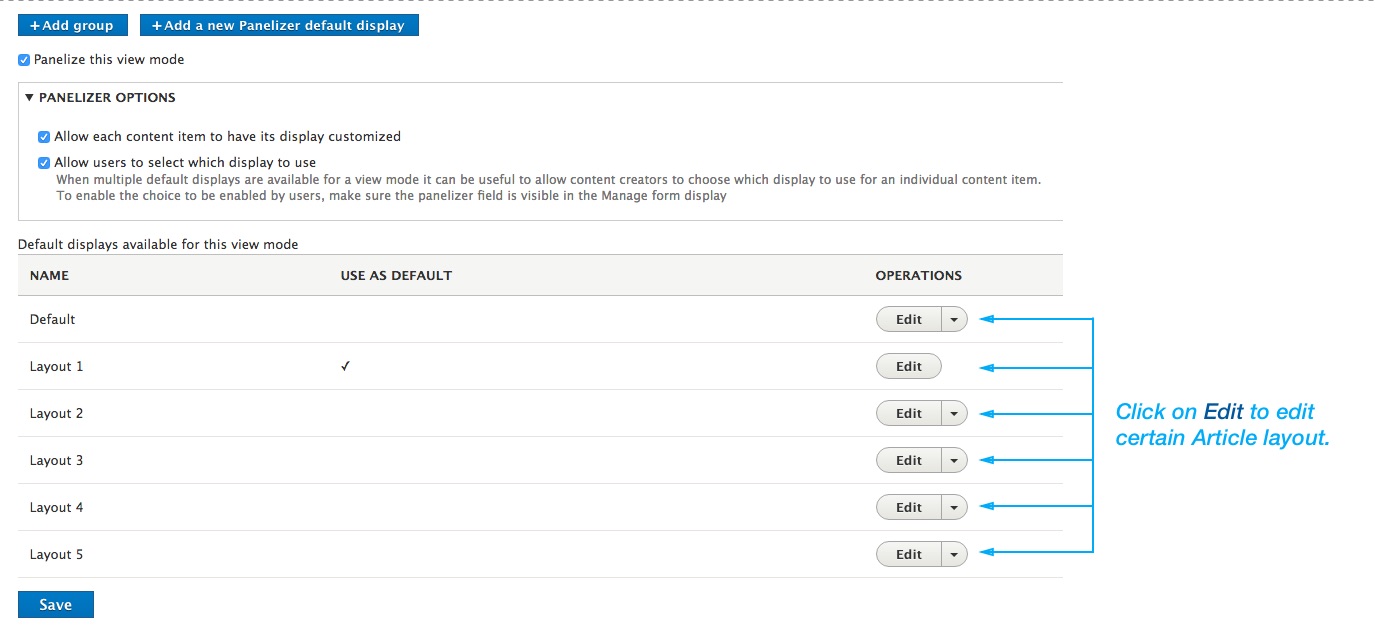 + Add group + Add a new Panelizer default display
Panelize this view mode
PANELIZER OPTIONS
Allow each content item to have its display customized
Allow users to select which display to use
When multiple default displays are available for a view mode it can be useful to allow content creators to choose which display to use for an individual content item.
To enable the choice to be enabled by users, make sure the panelizer field is visible in the Manage form display
Default displays available for this view mode
NAME USE AS DEFAULT OPERATIONS
Default Edit
Layout 1 ✓ Edit
Layout 2 Edit
Layout 3 Edit
Layout 4 Edit
Layout 5 Edit
Click on Edit to edit
certain Article layout.
Save